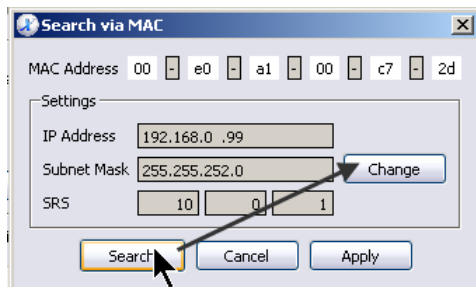 Search via MAC
MAC Address 00 - e0 - a1 - 00 - c7 - 2d
Settings
IP Address 192.168.0 .99
Subnet Mask 255.255.252.0 Change
SRS 10 0 1
Search Cancel Apply